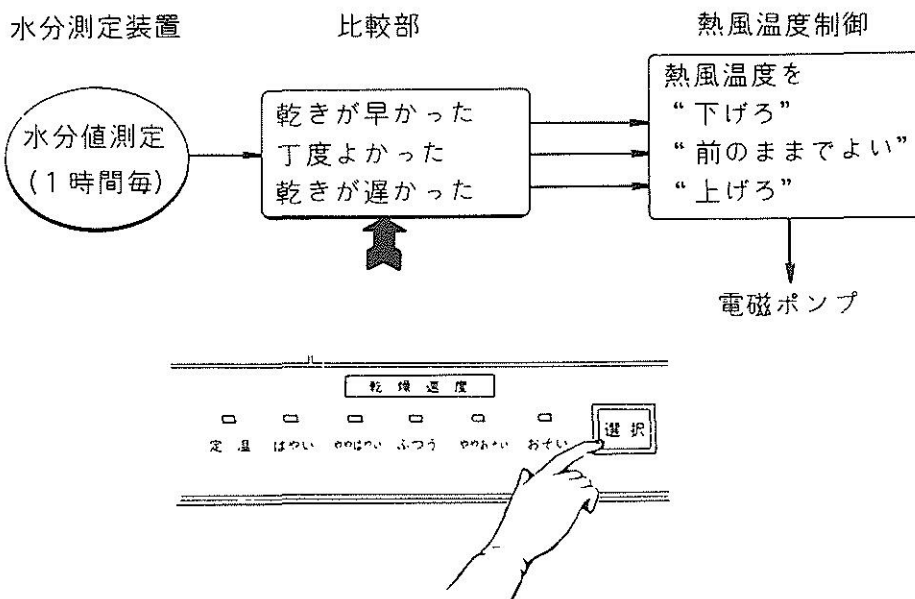 水分測定装置
比較部
熱風温度制御
水分値測定
(1時間毎)
乾きが早かった
丁度よかった
乾きが遅かった
熱風温度を
“下げろ”
“前のままでよい”
“上げろ”
電磁ポンプ
乾燥速度
定温 はやい ややはやい ふつう ややおそい おそい
選択